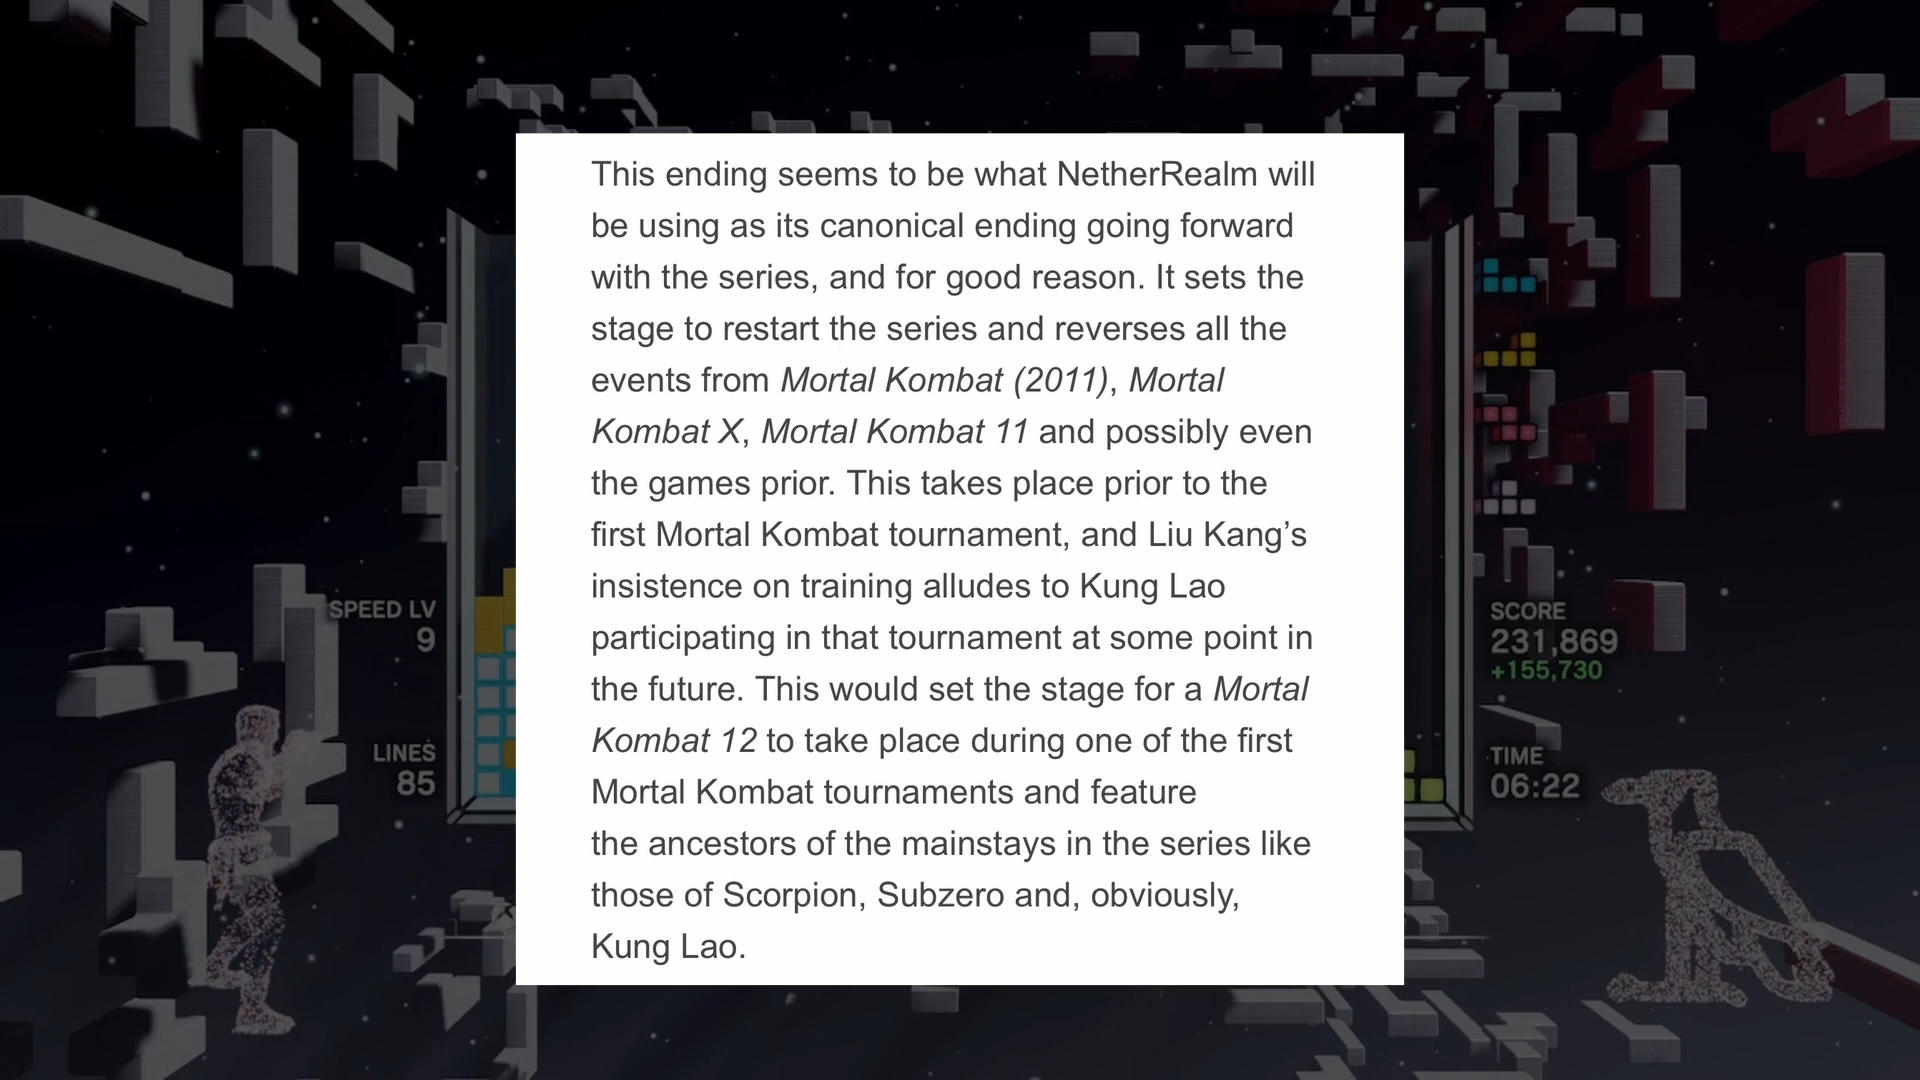 This ending seems to be what NetherRealm will
be using as its canonical ending going forward
with the series, and for good reason. It sets the
stage to restart the series and reverses all the
events from Mortal Kombat (2011), Mortal
Kombat X, Mortal Kombat 11 and possibly even
the games prior. This takes place prior to the
first Mortal Kombat tournament, and Liu Kang’s
insistence on training alludes to Kung Lao
participating in that tournament at some point in
the future. This would set the stage for a Mortal
Kombat 12 to take place during one of the first
Mortal Kombat tournaments and feature
the ancestors of the mainstays in the series like
those of Scorpion, Subzero and, obviously,
Kung Lao.
SPEED LV
9
LINES
85
SCORE
231,869
+155,730
TIME
06:22